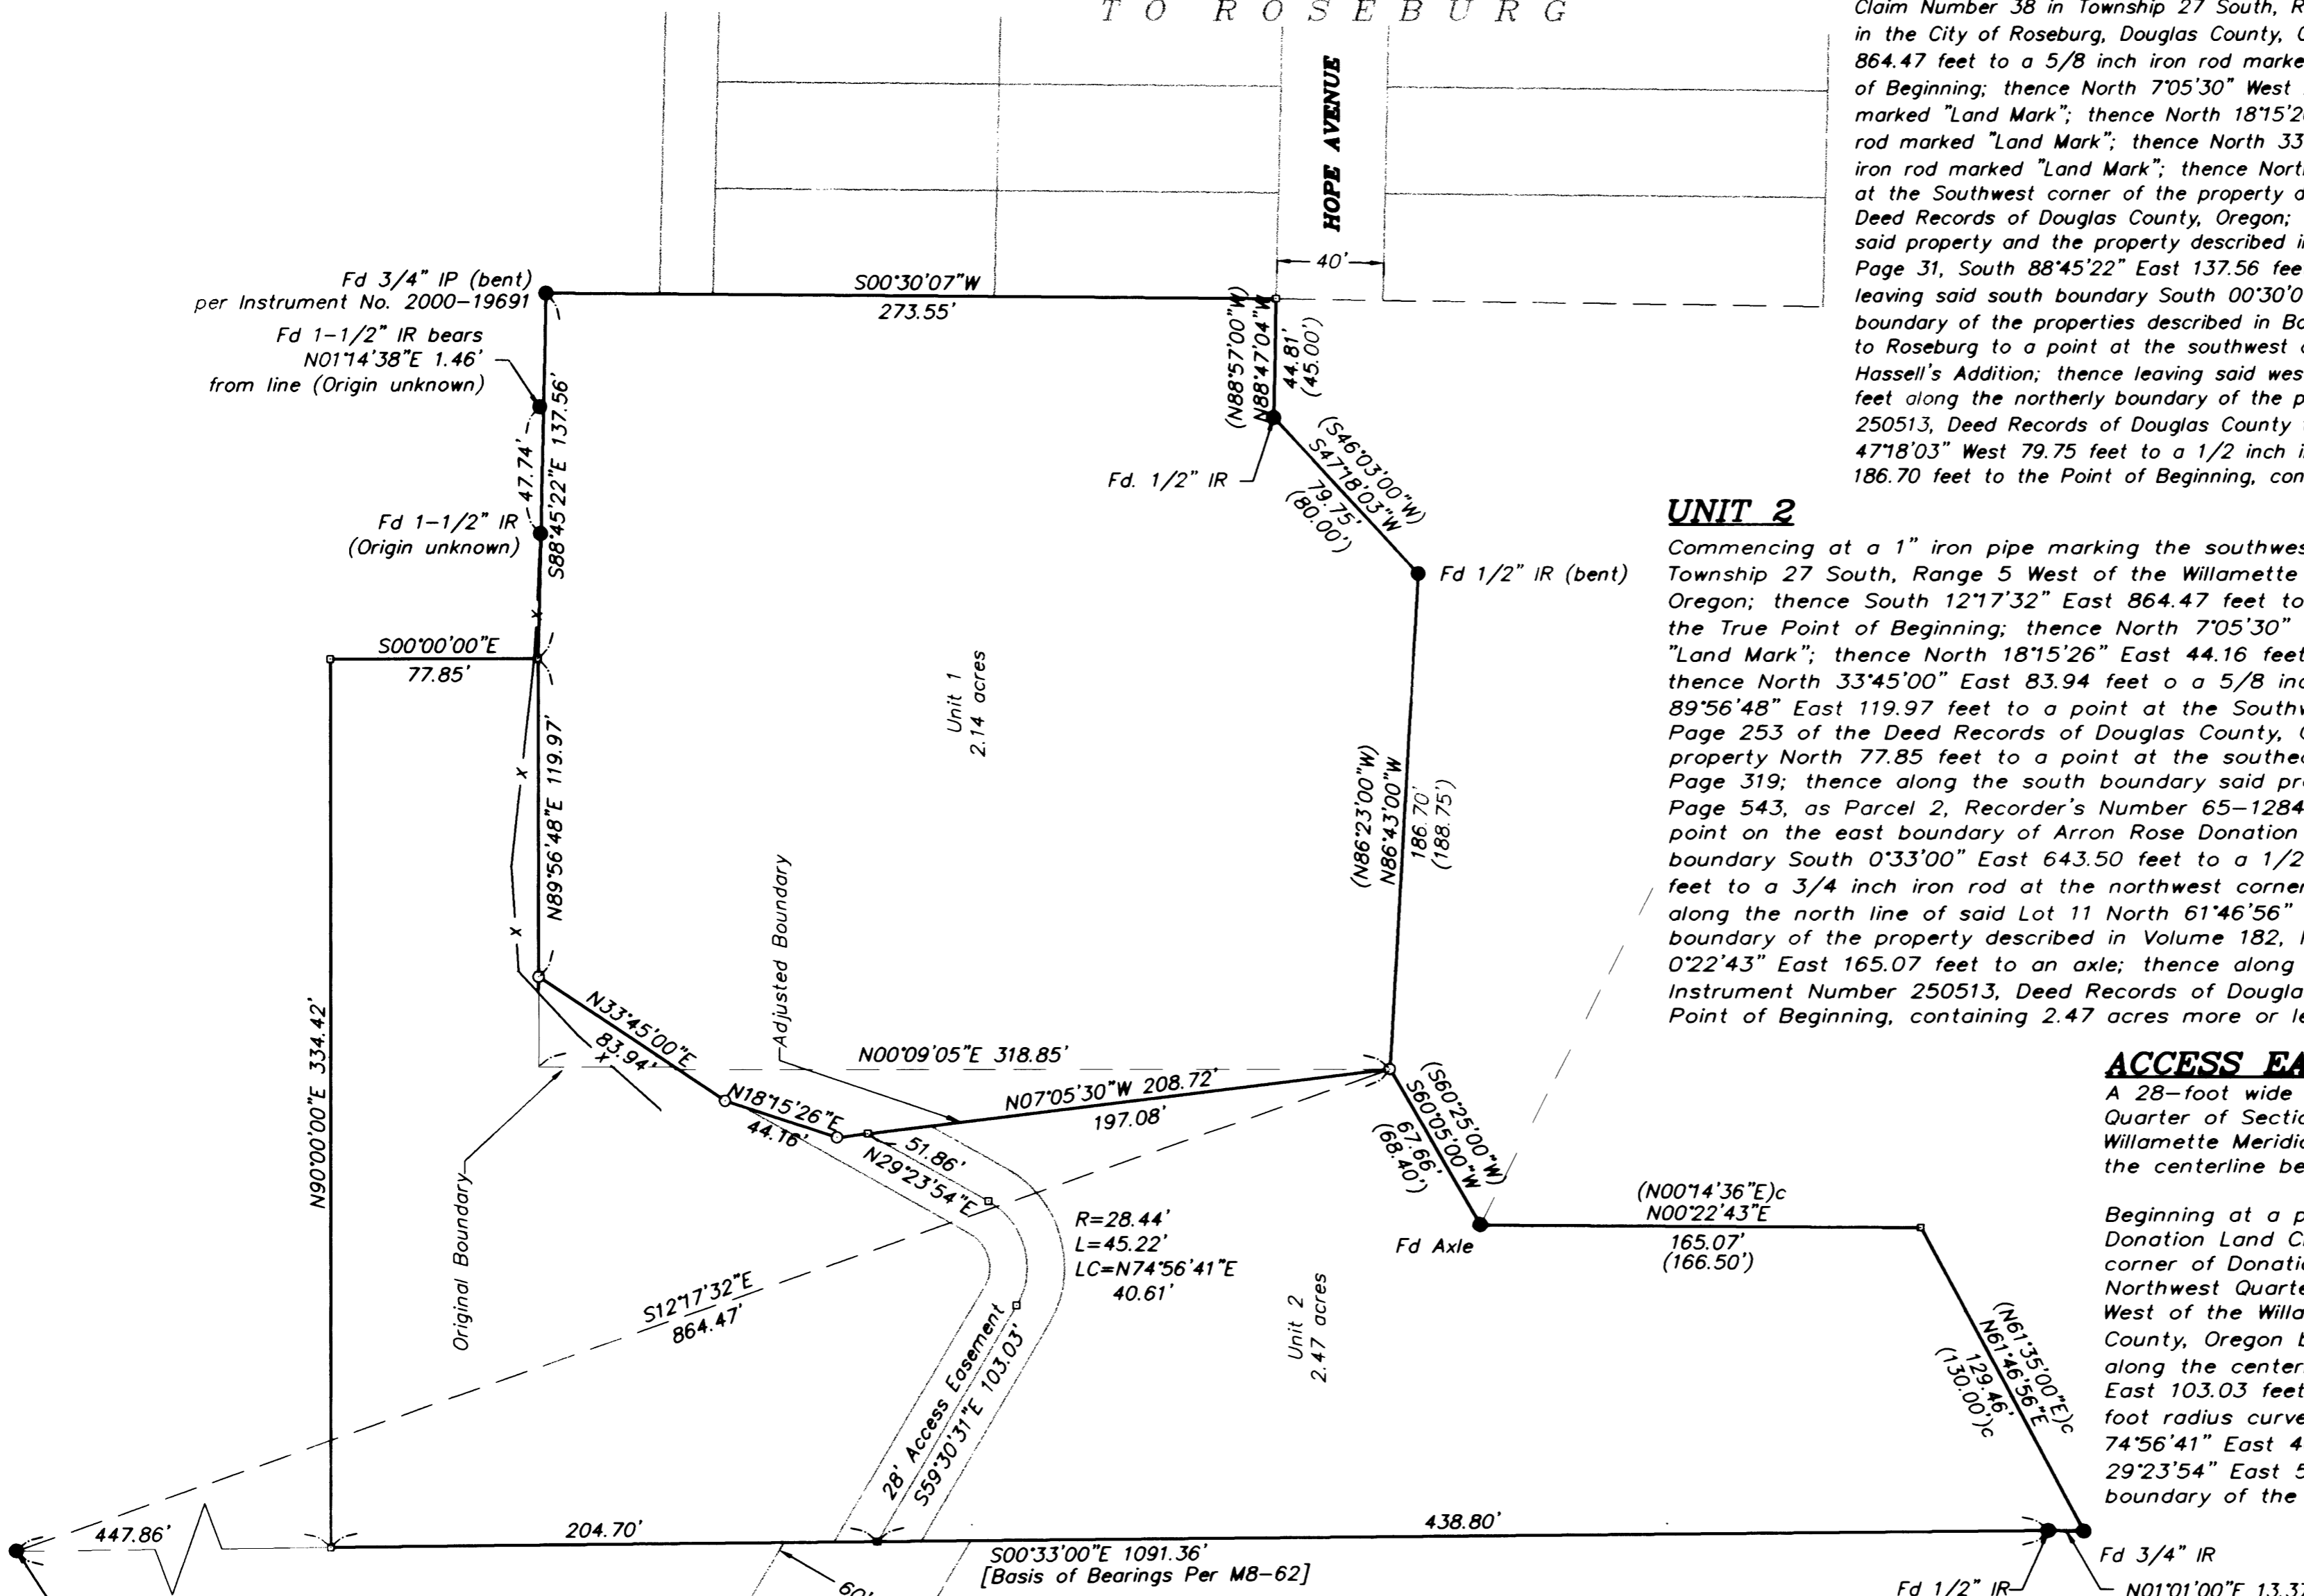 TO ROSEBURG
HOPE AVENUE
40'
Fd 3/4" IP (bent)
per Instrument No. 2000-19691
Fd 1-1/2" IR bears
N01°14'38"E 1.46'
from line (Origin unknown)
S00°30'07"W
273.55'
(N88°57'00"W)
N88°47'04"W
44.81'
(45.00')
47.74'
S88°45'22"E 137.56'
Fd. 1/2" IR
(S46°03'00"W)
S47°18'03"W
79.75'
(80.00')
Fd 1-1/2" IR
(Origin unknown)
Fd 1/2" IR (bent)
x
S00°00'00"E
77.85'
Unit 1
2.14 acres
N89°56'48"E 119.97'
x
x
(N86°23'00"W)
N86°43'00"W
186.70'
(188.75')
Adjusted Boundary
N90°00'00"E 334.42'
N33°45'00"E
83.94'
x
N00°09'05"E 318.85'
N18°15'26"E
44.16'
N07°05'30"W 208.72'
197.08'
51.86'
N29°23'54"E
(S60°25'00"W)
S60°05'00"W
67.66'
(68.40')
Original Boundary
S12°17'32"E
864.47'
R=28.44'
L=45.22'
LC=N74°56'41"E
40.61'
Fd Axle
(N00°14'36"E)c
N00°22'43"E
165.07'
(166.50')
Unit 2
2.47 acres
28' Access Easement
S59°30'31"E 103.03'
(N61°35'00"E)c
N61°46'56"E
129.46'
(130.00')c
447.86'
204.70'
438.80'
S00°33'00"E 1091.36'
[Basis of Bearings Per M8-62]
60'
Fd 3/4" IR
Fd 1/2" IR
N01°01'00"E 13.3
Claim Number 38 in Township 27 South, R
in the City of Roseburg, Douglas County,
864.47 feet to a 5/8 inch iron rod marke
of Beginning; thence North 7°05'30" West
marked "Land Mark"; thence North 18°15'2
rod marked "Land Mark"; thence North 33
iron rod marked "Land Mark"; thence Nort
at the Southwest corner of the property
Deed Records of Douglas County, Oregon;
said property and the property described
Page 31, South 88°45'22" East 137.56 fee
leaving said south boundary South 00°30'0
boundary of the properties described in
to Roseburg to a point at the southwest
Hassell's Addition; thence leaving said wes
feet along the northerly boundary of the p
250513, Deed Records of Douglas County
47°18'03" West 79.75 feet to a 1/2 inch
186.70 feet to the Point of Beginning, con
UNIT 2
Commencing at a 1" iron pipe marking the southwes
Township 27 South, Range 5 West of the Willamette
Oregon; thence South 12°17'32" East 864.47 feet to
the True Point of Beginning; thence North 7°05'30"
"Land Mark"; thence North 18°15'26" East 44.16 feet
thence North 33°45'00" East 83.94 feet o a 5/8 inc
89°56'48" East 119.97 feet to a point at the Southw
Page 253 of the Deed Records of Douglas County,
property North 77.85 feet to a point at the southea
Page 319; thence along the south boundary said pr
Page 543, as Parcel 2, Recorder's Number 65-1284
point on the east boundary of Arron Rose Donation
boundary South 0°33'00" East 643.50 feet to a 1/2
feet to a 3/4 inch iron rod at the northwest corner
along the north line of said Lot 11 North 61°46'56"
boundary of the property described in Volume 182,
0°22'43" East 165.07 feet to an axle; thence along
Instrument Number 250513, Deed Records of Dougla
Point of Beginning, containing 2.47 acres more or le
ACCESS EA
A 28-foot wide
Quarter of Sectio
Willamette Meridi
the centerline be
Beginning at a p
Donation Land
corner of Donati
Northwest Quarte
West of the Willa
County, Oregon
along the center
East 103.03 feet
foot radius curve
74°56'41" East 4
29°23'54" East 5
boundary of the